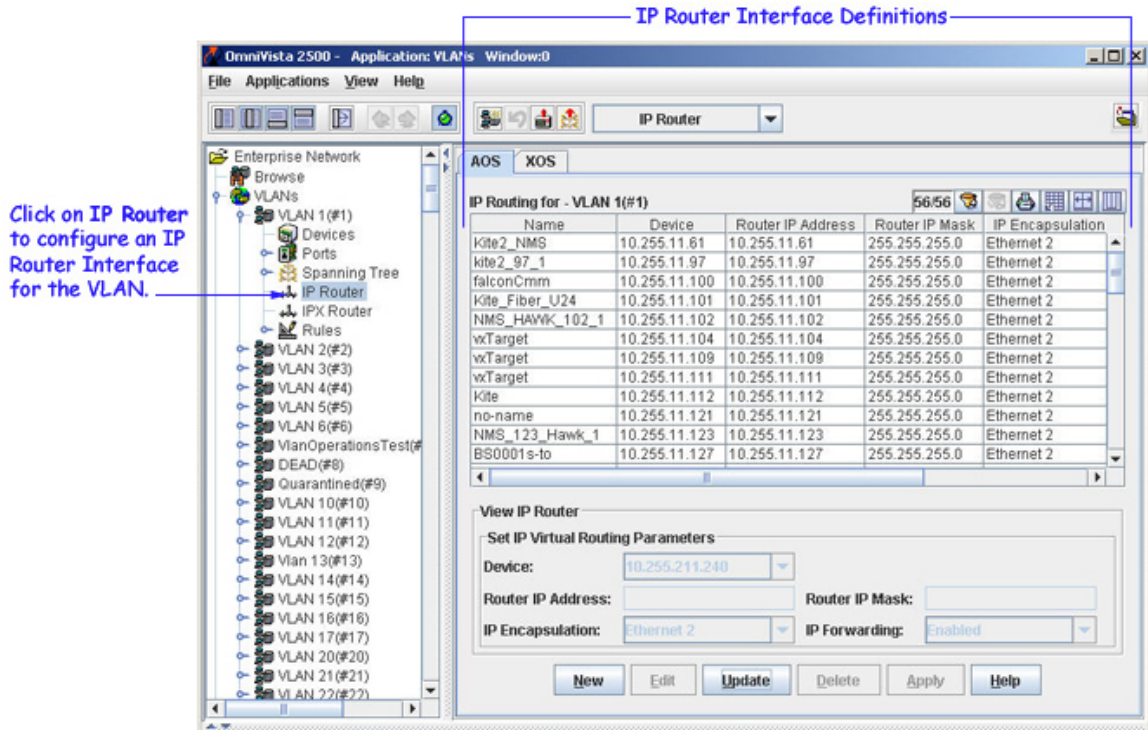 IP Router Interface Definitions
OmniVista 2500 - Application: VLANs Window:0
File Applications View Help
IP Router
Click on IP Router
to configure an IP
Router Interface
for the VLAN.
Enterprise Network
Browse
VLANs
VLAN 1(#1)
Devices
Ports
Spanning Tree
IP Router
IPX Router
Rules
VLAN 2(#2)
VLAN 3(#3)
VLAN 4(#4)
VLAN 5(#5)
VLAN 6(#6)
VlanOperationsTest(#
DEAD(#8)
Quarantined(#9)
VLAN 10(#10)
VLAN 11(#11)
VLAN 12(#12)
Vlan 13(#13)
VLAN 14(#14)
VLAN 15(#15)
VLAN 16(#16)
VLAN 17(#17)
VLAN 20(#20)
VLAN 21(#21)
VLAN 22(#22)
AOS XOS
IP Routing for - VLAN 1(#1) 56/56
Name Device Router IP Address Router IP Mask IP Encapsulation
Kite2_NMS 10.255.11.61 10.255.11.61 255.255.255.0 Ethernet 2
kite2_97_1 10.255.11.97 10.255.11.97 255.255.255.0 Ethernet 2
falconCmm 10.255.11.100 10.255.11.100 255.255.255.0 Ethernet 2
Kite_Fiber_U24 10.255.11.101 10.255.11.101 255.255.255.0 Ethernet 2
NMS_HAWK_102_1 10.255.11.102 10.255.11.102 255.255.255.0 Ethernet 2
vxTarget 10.255.11.104 10.255.11.104 255.255.255.0 Ethernet 2
vxTarget 10.255.11.109 10.255.11.109 255.255.255.0 Ethernet 2
vxTarget 10.255.11.111 10.255.11.111 255.255.255.0 Ethernet 2
Kite 10.255.11.112 10.255.11.112 255.255.255.0 Ethernet 2
no-name 10.255.11.121 10.255.11.121 255.255.255.0 Ethernet 2
NMS_123_Hawk_1 10.255.11.123 10.255.11.123 255.255.255.0 Ethernet 2
BS0001s-to 10.255.11.127 10.255.11.127 255.255.255.0 Ethernet 2
View IP Router
Set IP Virtual Routing Parameters
Device: 10.255.211.240
Router IP Address: Router IP Mask:
IP Encapsulation: Ethernet 2 IP Forwarding: Enabled
New Edit Update Delete Apply Help